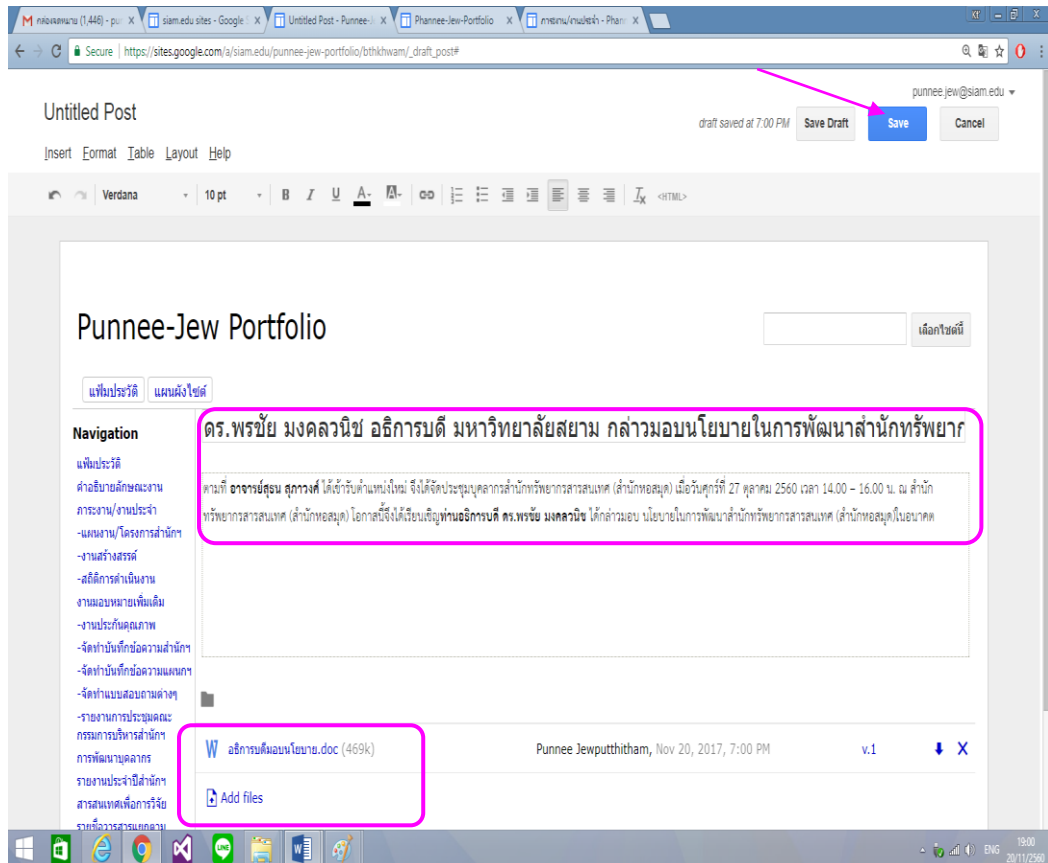 กล่องจดหมาย (1,446) - pun
siam.edu sites - Google S
Untitled Post - Punnee-J
Phannee-Jew-Portfolio
ภาระงาน/งานประจำ - Phann
Secure | https://sites.google.com/a/siam.edu/punnee-jew-portfolio/bthkhwam/_draft_post#
punnee.jew@siam.edu
Untitled Post
draft saved at 7:00 PM Save Draft Save Cancel
Insert Format Table Layout Help
Verdana 10 pt B I U A A <HTML>
Punnee-Jew Portfolio
เลือกไซต์นี้
แฟ้มประวัติ แผนผังไซต์
ดร.พรชัย มงคลวนิช อธิการบดี มหาวิทยาลัยสยาม กล่าวมอบนโยบายในการพัฒนาสำนักทรัพยาก
ตามที่ อาจารย์สุธน สุภาวงศ์ ได้เข้ารับตำแหน่งใหม่ จึงได้จัดประชุมบุคลากรสำนักทรัพยากรสารสนเทศ (สำนักหอสมุด) เมื่อวันศุกร์ที่ 27 ตุลาคม 2560 เวลา 14.00 – 16.00 น. ณ สำนัก
ทรัพยากรสารสนเทศ (สำนักหอสมุด) โอกาสนี้จึงได้เรียนเชิญท่านอธิการบดี ดร.พรชัย มงคลวนิช ได้กล่าวมอบ นโยบายในการพัฒนาสำนักทรัพยากรสารสนเทศ (สำนักหอสมุด)ในอนาคต
Navigation
แฟ้มประวัติ
คำอธิบายลักษณะงาน
ภาระงาน/งานประจำ
-แผนงาน/โครงการสำนักฯ
-งานสร้างสรรค์
-สถิติการดำเนินงาน
งานมอบหมายเพิ่มเติม
-งานประกันคุณภาพ
-จัดทำบันทึกข้อความสำนักฯ
-จัดทำบันทึกข้อความแผนกฯ
-จัดทำแบบสอบถามต่างๆ
-รายงานการประชุมคณะ
กรรมการบริหารสำนักฯ
การพัฒนาบุคลากร
รายงานประจำปีสำนักฯ
สารสนเทศเพื่อการวิจัย
รายชื่อวารสารแยกตาม
อธิการบดีมอบนโยบาย.doc (469k) Punnee Jewputthitham, Nov 20, 2017, 7:00 PM v.1
Add files
ENG 19:00
20/11/2560